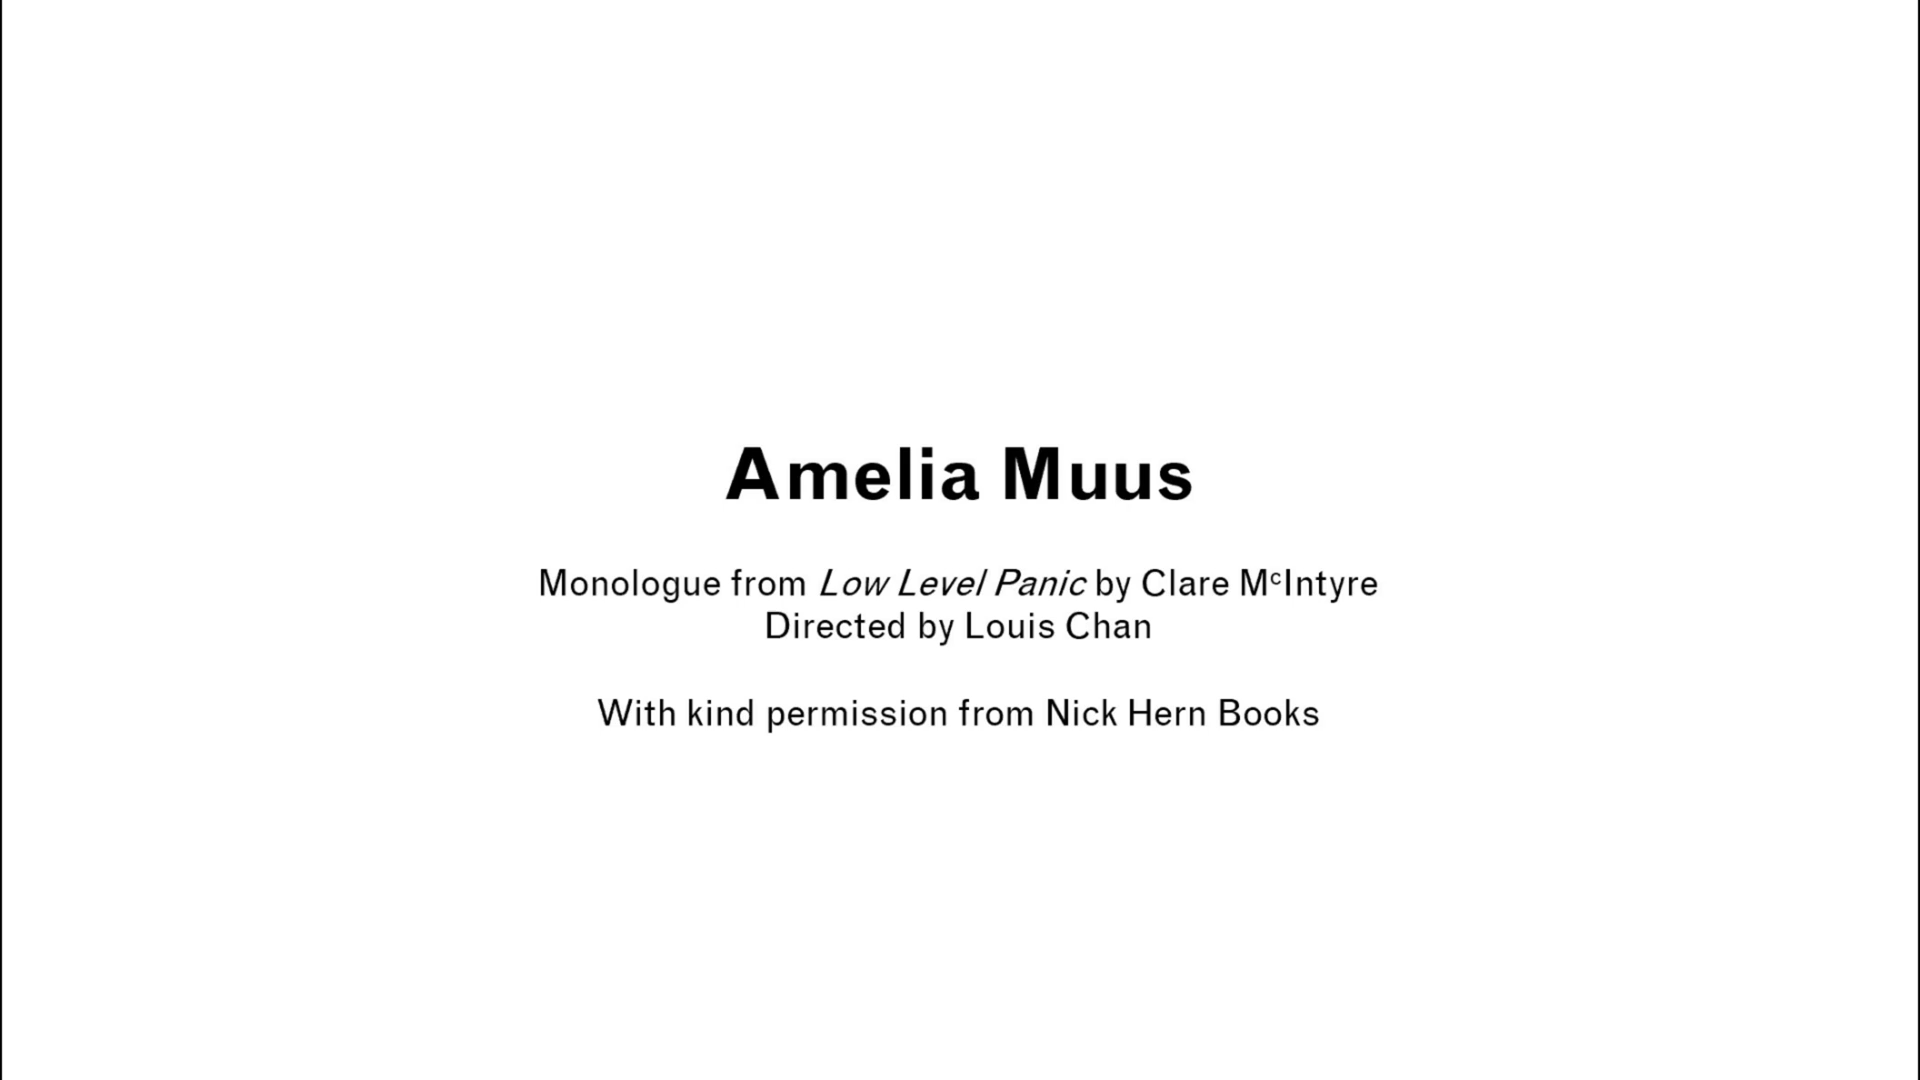 Amelia Muus
Monologue from Low Level Panic by Clare MᶜIntyre
Directed by Louis Chan
With kind permission from Nick Hern Books